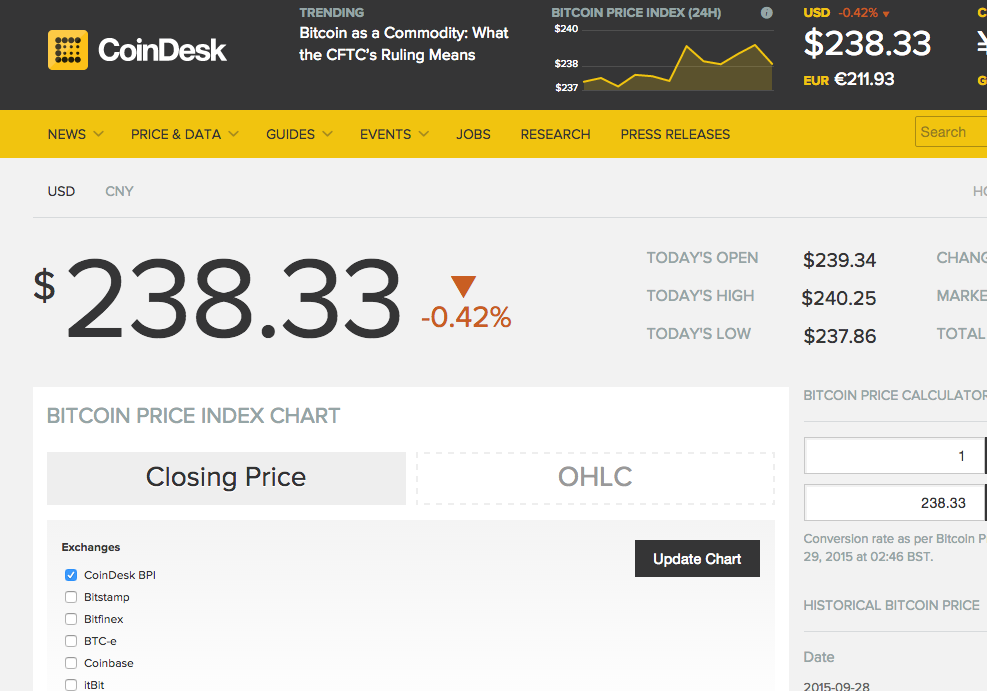 CoinDesk
TRENDING
Bitcoin as a Commodity: What
the CFTC's Ruling Means
BITCOIN PRICE INDEX (24H)
i
$240
$238
$237
USD -0.42%
$238.33
EUR €211.93
NEWS
PRICE & DATA
GUIDES
EVENTS
JOBS
RESEARCH
PRESS RELEASES
Search
USD
CNY
$238.33
-0.42%
TODAY'S OPEN $239.34
TODAY'S HIGH $240.25
TODAY'S LOW $237.86
CHANG
MARKE
TOTAL
BITCOIN PRICE INDEX CHART
Closing Price
OHLC
Exchanges
Update Chart
CoinDesk BPI
Bitstamp
Bitfinex
BTC-e
Coinbase
itBit
BITCOIN PRICE CALCULATOR
1
238.33
Conversion rate as per Bitcoin P
29, 2015 at 02:46 BST.
HISTORICAL BITCOIN PRICE
Date
2015-09-28